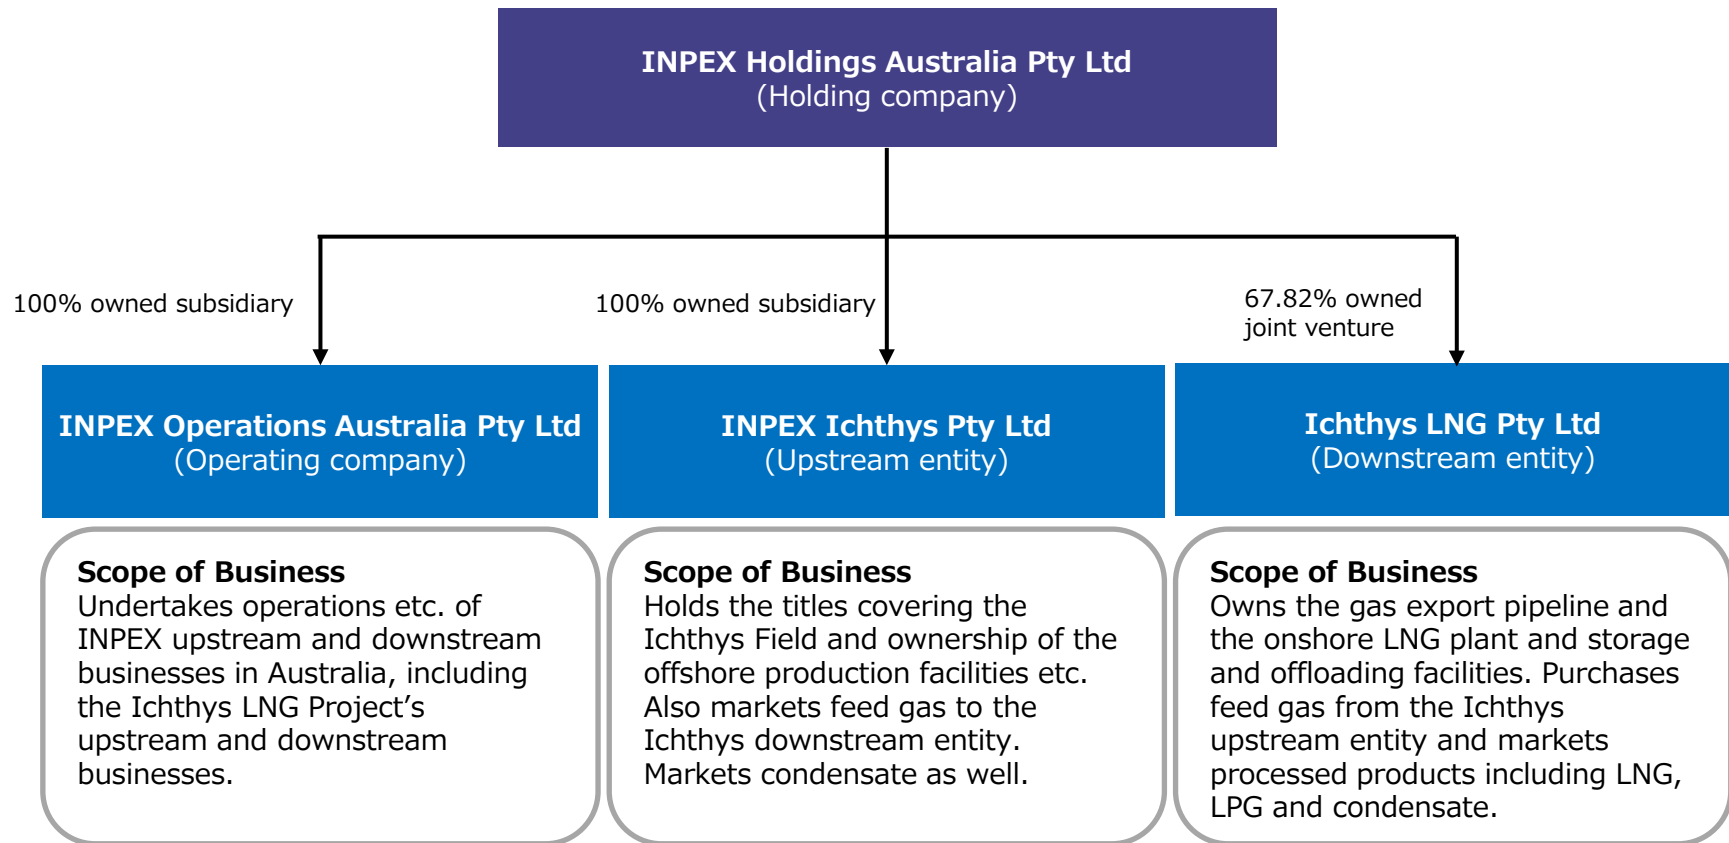 INPEX Holdings Australia Pty Ltd
(Holding company)
100% owned subsidiary
100% owned subsidiary
67.82% owned
joint venture
INPEX Operations Australia Pty Ltd
(Operating company)
INPEX Ichthys Pty Ltd
(Upstream entity)
Ichthys LNG Pty Ltd
(Downstream entity)
Scope of Business
Undertakes operations etc. of
INPEX upstream and downstream
businesses in Australia, including
the Ichthys LNG Project’s
upstream and downstream
businesses.
Scope of Business
Holds the titles covering the
Ichthys Field and ownership of the
offshore production facilities etc.
Also markets feed gas to the
Ichthys downstream entity.
Markets condensate as well.
Scope of Business
Owns the gas export pipeline and
the onshore LNG plant and storage
and offloading facilities. Purchases
feed gas from the Ichthys
upstream entity and markets
processed products including LNG,
LPG and condensate.